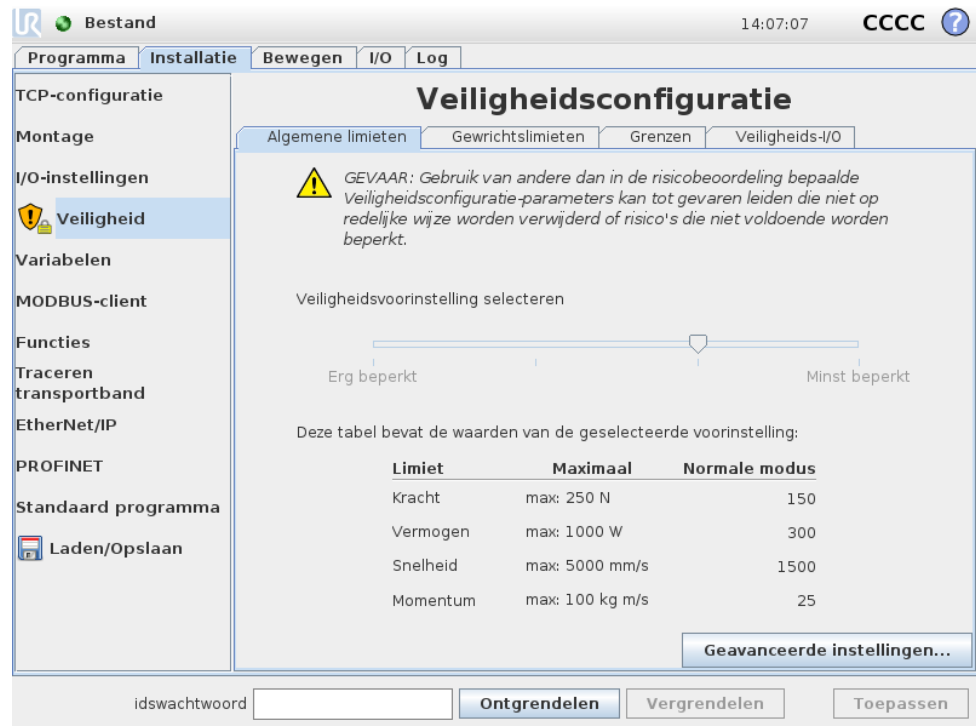 UR Bestand 14:07:07 CCCC ?
Programma Installatie Bewegen I/O Log
TCP-configuratie
Montage
I/O-instellingen
Veiligheid
Variabelen
MODBUS-client
Functies
Traceren
transportband
EtherNet/IP
PROFINET
Standaard programma
Laden/Opslaan
Veiligheidsconfiguratie
Algemene limieten Gewrichtslimieten Grenzen Veiligheids-I/O
GEVAAR: Gebruik van andere dan in de risicobeoordeling bepaalde
Veiligheidsconfiguratie-parameters kan tot gevaren leiden die niet op
redelijke wijze worden verwijderd of risico's die niet voldoende worden
beperkt.
Veiligheidsvoorinstelling selecteren
Erg beperkt Minst beperkt
Deze tabel bevat de waarden van de geselecteerde voorinstelling:
Limiet Maximaal Normale modus
Kracht max: 250 N 150
Vermogen max: 1000 W 300
Snelheid max: 5000 mm/s 1500
Momentum max: 100 kg m/s 25
Geavanceerde instellingen...
idswachtwoord Ontgrendelen Vergrendelen Toepassen